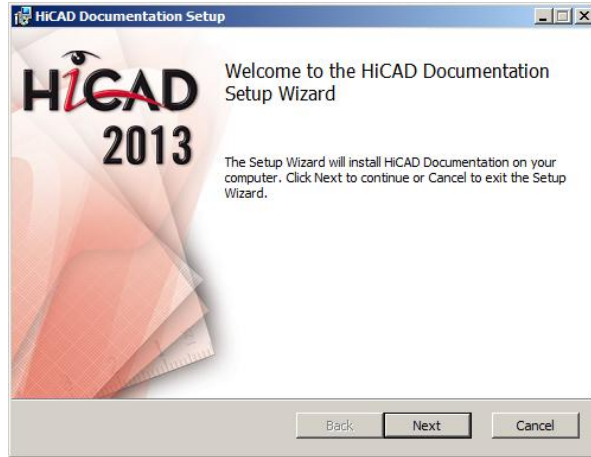 HiCAD Documentation Setup
HiCAD
2013
Welcome to the HiCAD Documentation
Setup Wizard
The Setup Wizard will install HiCAD Documentation on your
computer. Click Next to continue or Cancel to exit the Setup
Wizard.
Back Next Cancel